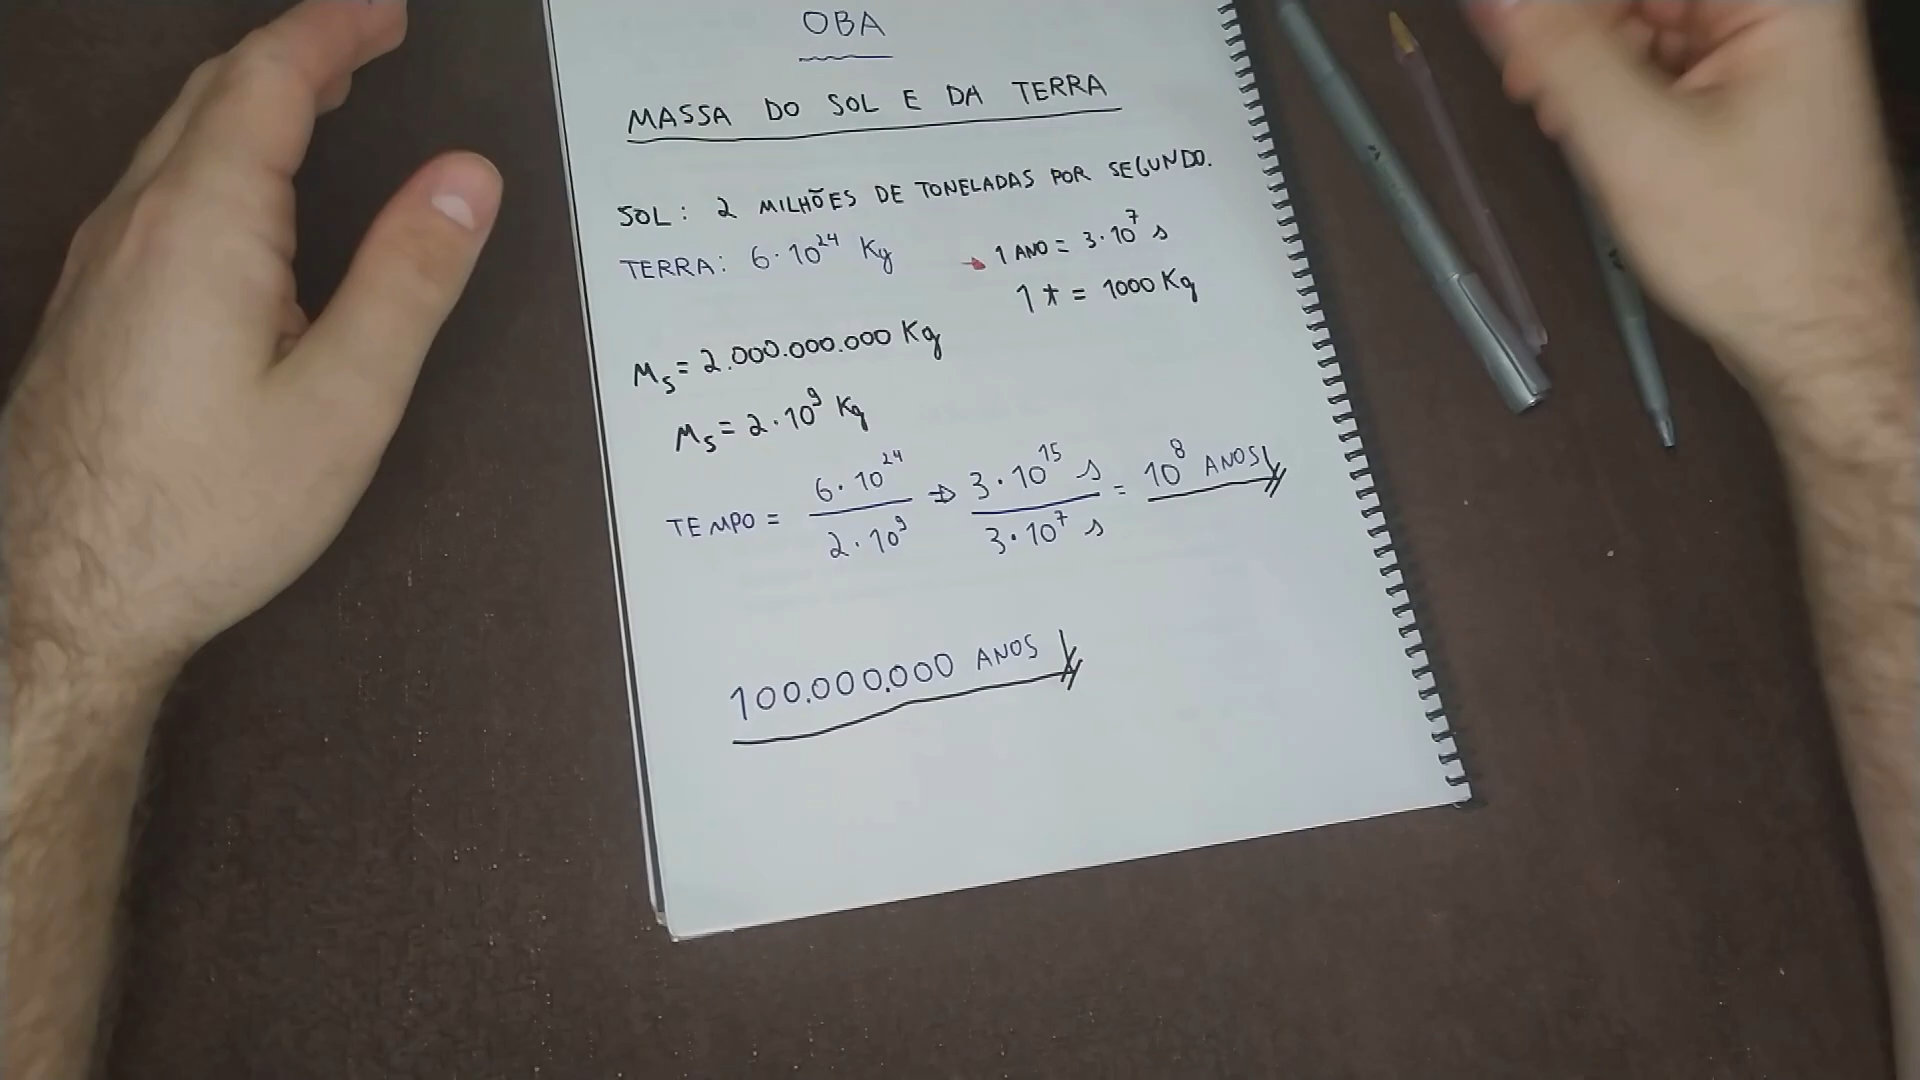 OBA
MASSA DO SOL E DA TERRA
SOL: 2 MILHÕES DE TONELADAS POR SEGUNDO.
TERRA: 6·10²⁴ Kg
→ 1 ANO = 3·10⁷ s
1 t = 1000 Kg
Ms = 2.000.000.000 Kg
Ms = 2·10⁹ Kg
TEMPO = 6·10²⁴ / 2·10⁹ ⇒ 3·10¹⁵ s / 3·10⁷ s = 10⁸ ANOS
100.000.000 ANOS